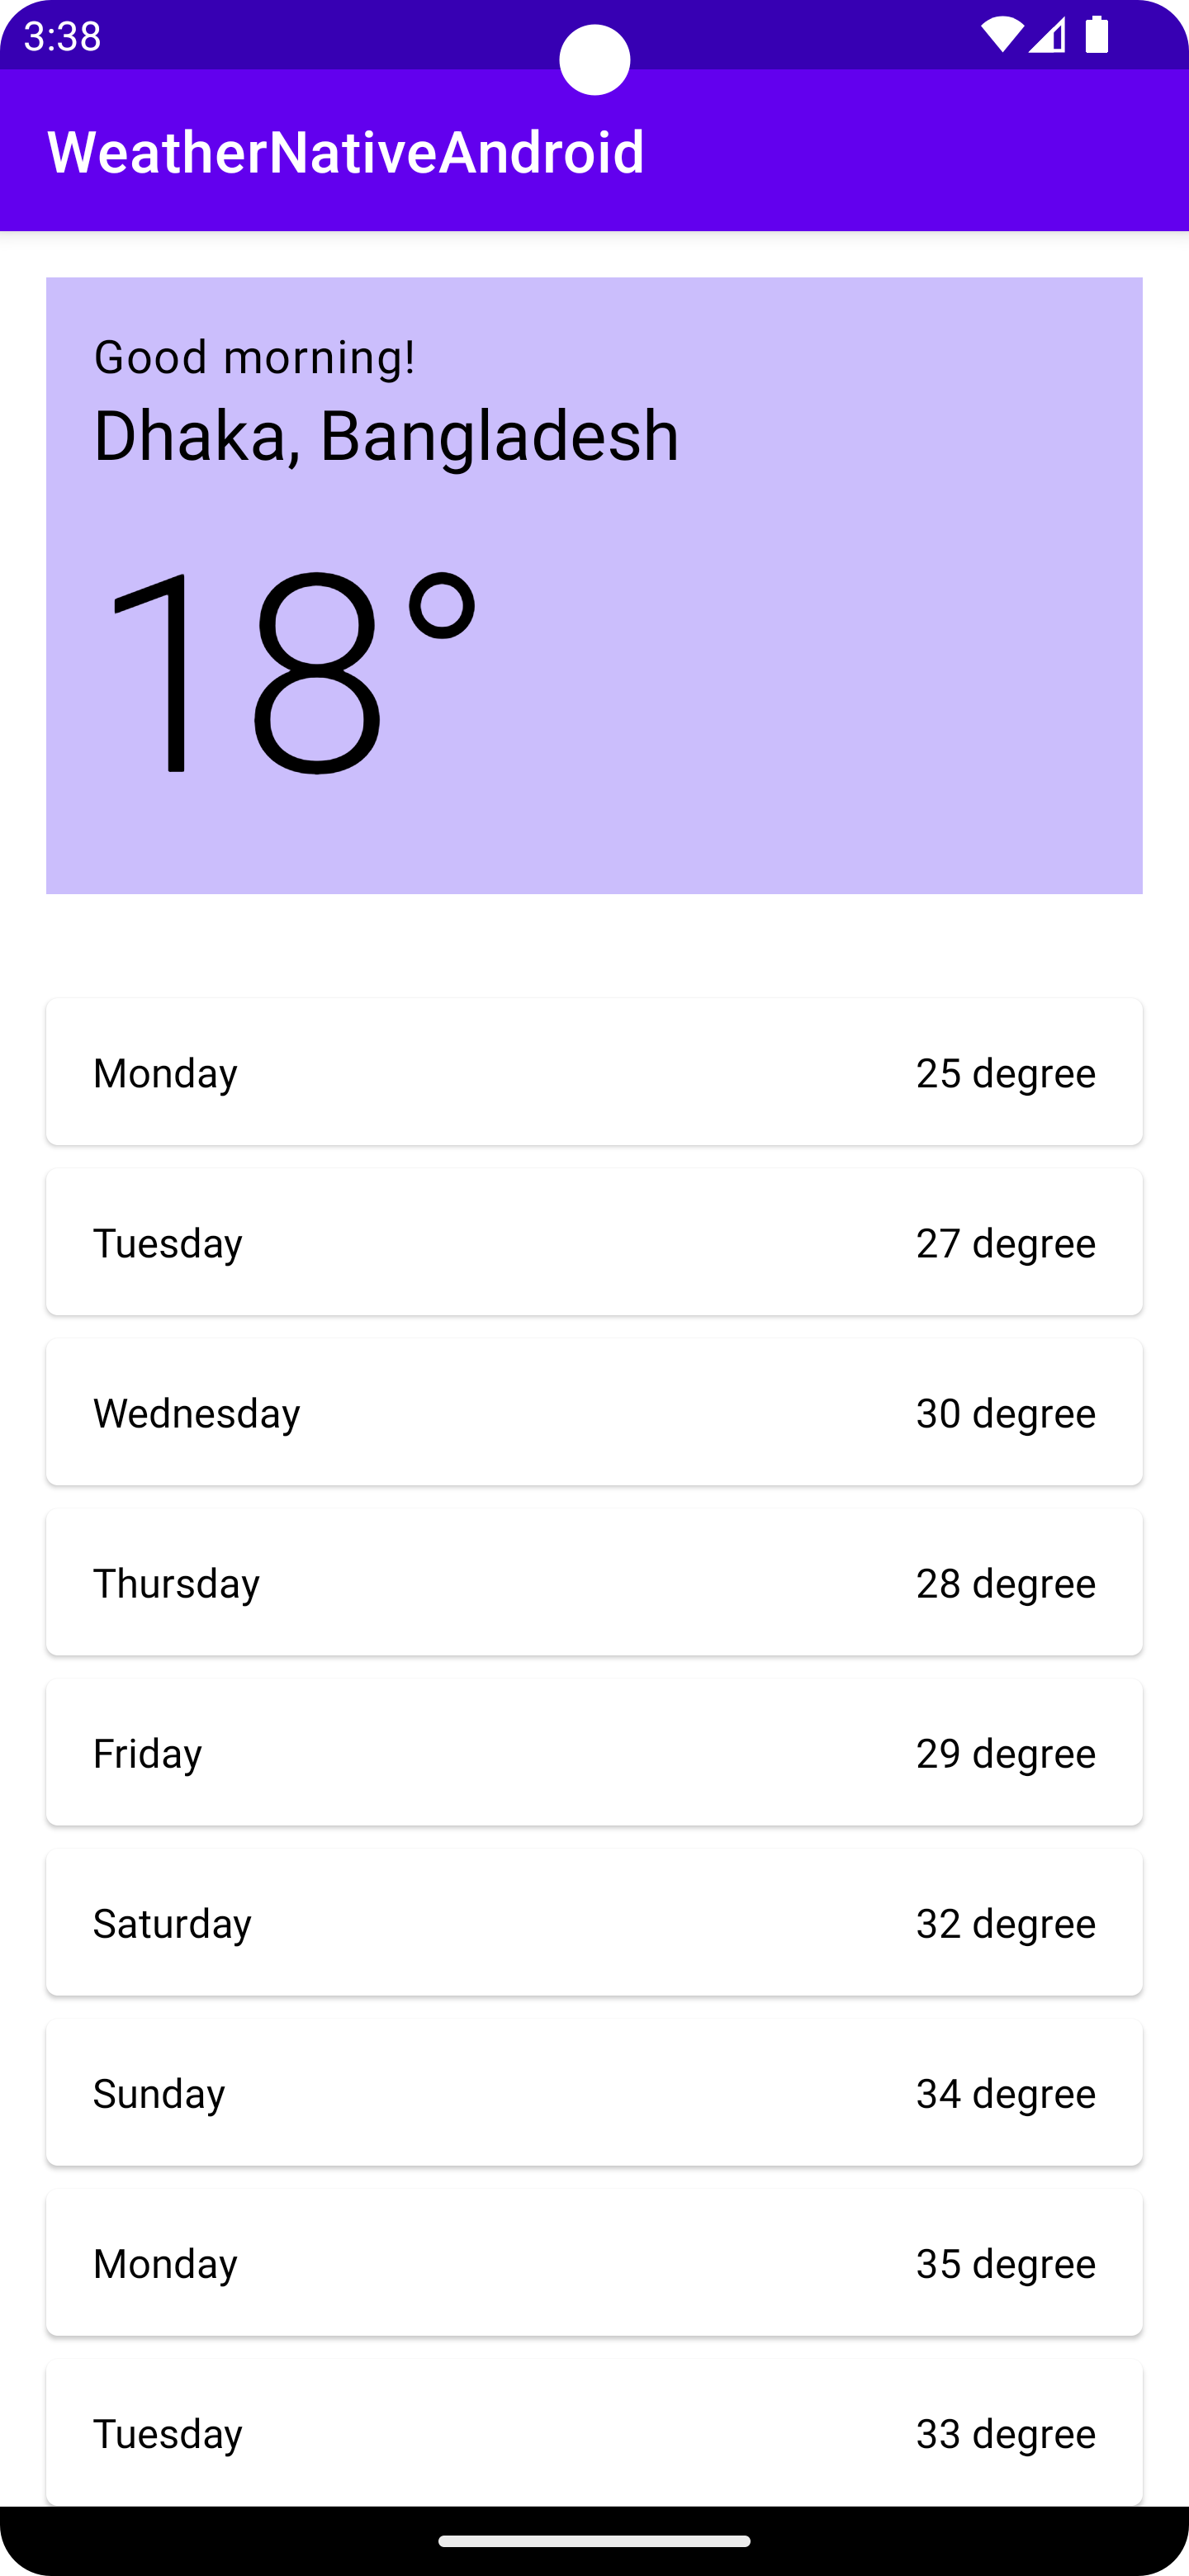 3:38
WeatherNativeAndroid
Good morning!
Dhaka, Bangladesh
18°
Monday 25 degree
Tuesday 27 degree
Wednesday 30 degree
Thursday 28 degree
Friday 29 degree
Saturday 32 degree
Sunday 34 degree
Monday 35 degree
Tuesday 33 degree